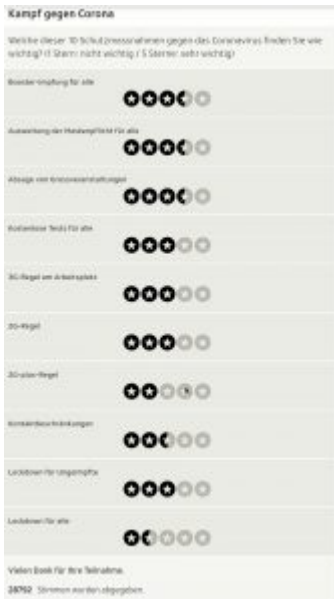 Kampf gegen Corona
Welche dieser 10 Schutzmassnahmen gegen das Coronavirus finden Sie wie
wichtig? (1 Stern: nicht wichtig / 5 Sterne: sehr wichtig)
Booster-Impfung für alle
Ausweitung der Maskenpflicht für alle
Absage von Grossveranstaltungen
Kostenlose Tests für alle
3G-Regel am Arbeitsplatz
2G-Regel
2G-plus-Regel
Kontaktbeschränkungen
Lockdown für Ungeimpfte
Lockdown für alle
Vielen Dank für Ihre Teilnahme.
28792 Stimmen wurden abgegeben.